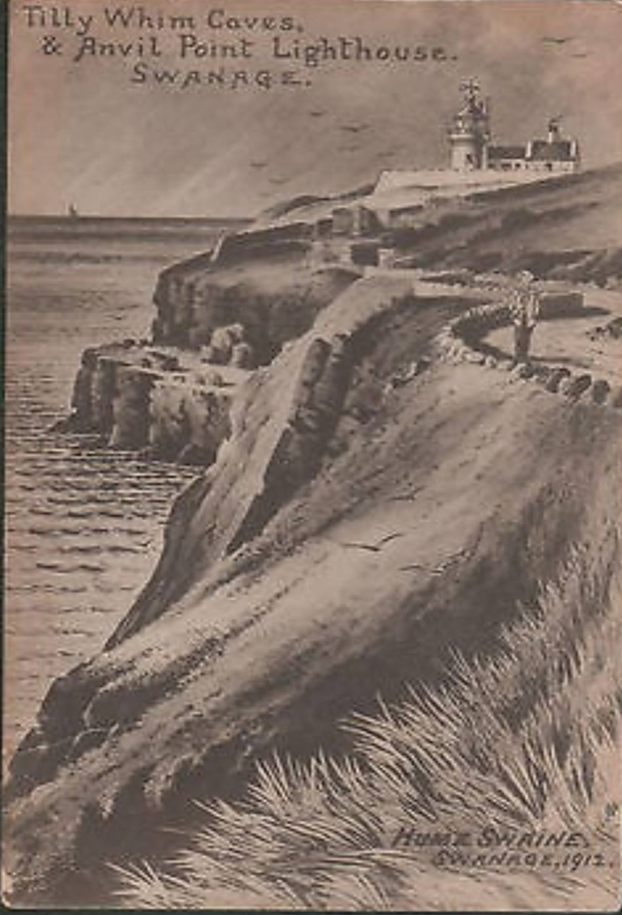 Tilly Whim Caves,
& Anvil Point Lighthouse.
SWANAGE.
HUME SWAINE.
SWANAGE, 1912.